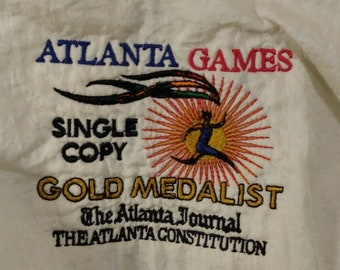 ATLANTA GAMES
SINGLE
COPY
GOLD MEDALIST
The Atlanta Journal
THE ATLANTA CONSTITUTION